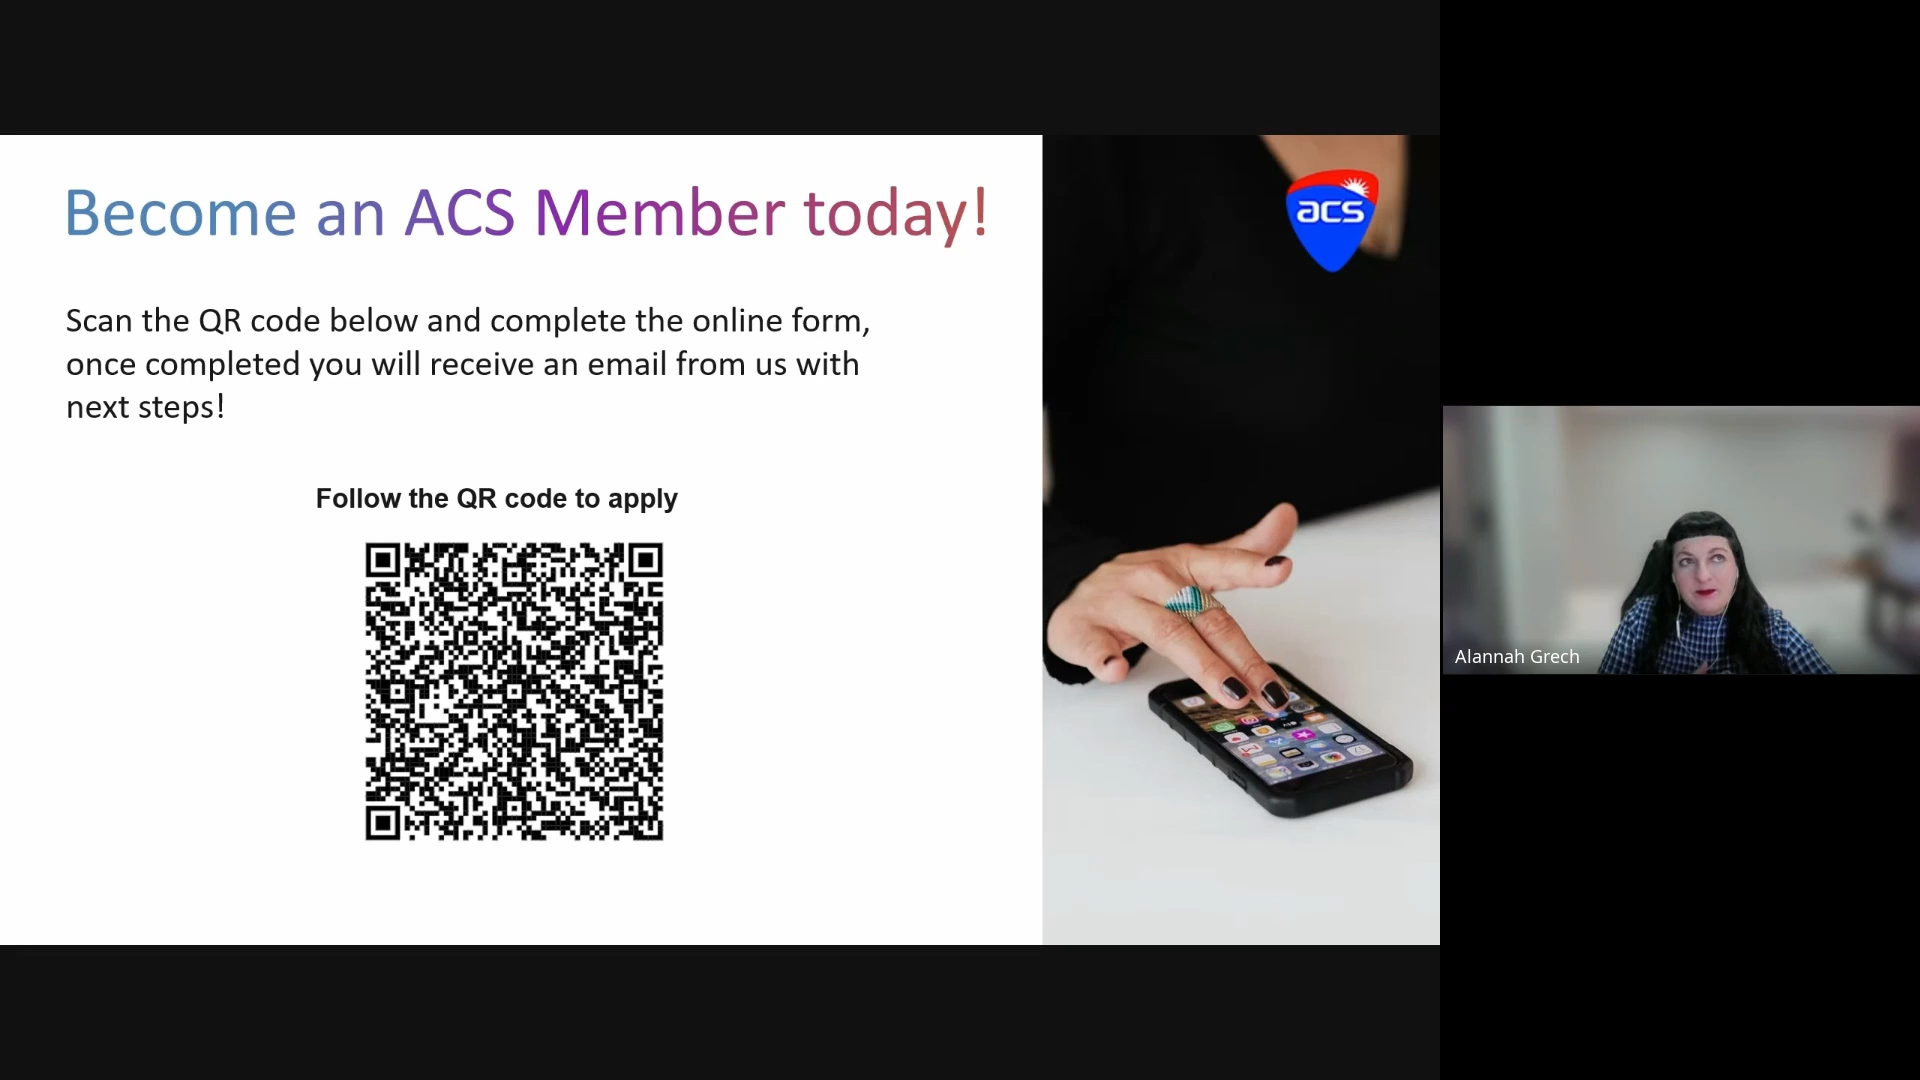 Become an ACS Member today!
Scan the QR code below and complete the online form,
once completed you will receive an email from us with
next steps!
Follow the QR code to apply
acs
Alannah Grech